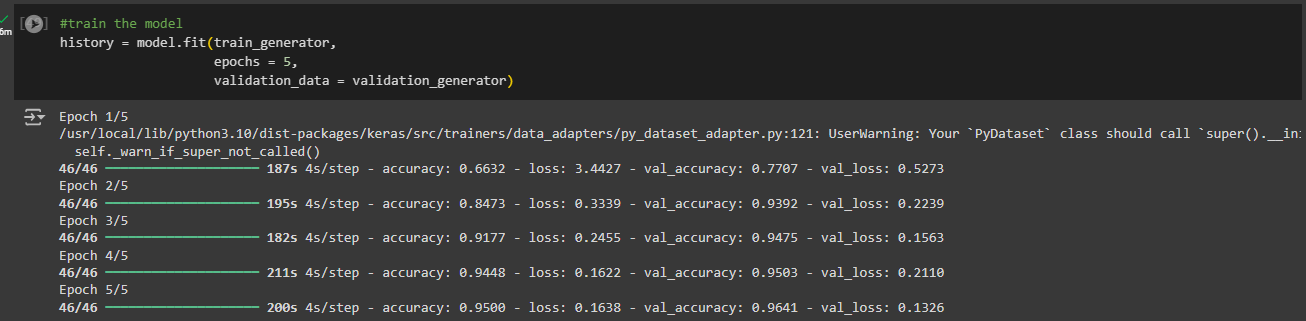 #train the model
history = model.fit(train_generator,
epochs = 5,
validation_data = validation_generator)
6m
Epoch 1/5
/usr/local/lib/python3.10/dist-packages/keras/src/trainers/data_adapters/py_dataset_adapter.py:121: UserWarning: Your `PyDataset` class should call `super().__ini
self._warn_if_super_not_called()
46/46 187s 4s/step - accuracy: 0.6632 - loss: 3.4427 - val_accuracy: 0.7707 - val_loss: 0.5273
Epoch 2/5
46/46 195s 4s/step - accuracy: 0.8473 - loss: 0.3339 - val_accuracy: 0.9392 - val_loss: 0.2239
Epoch 3/5
46/46 182s 4s/step - accuracy: 0.9177 - loss: 0.2455 - val_accuracy: 0.9475 - val_loss: 0.1563
Epoch 4/5
46/46 211s 4s/step - accuracy: 0.9448 - loss: 0.1622 - val_accuracy: 0.9503 - val_loss: 0.2110
Epoch 5/5
46/46 200s 4s/step - accuracy: 0.9500 - loss: 0.1638 - val_accuracy: 0.9641 - val_loss: 0.1326